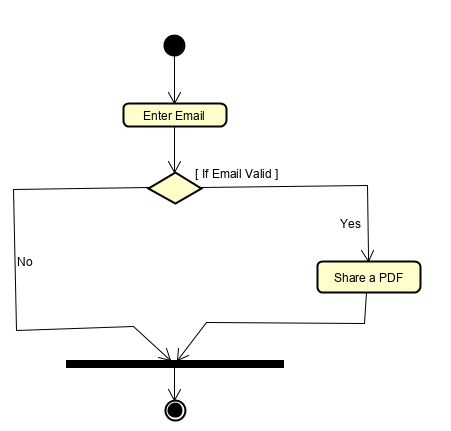 Enter Email
[ If Email Valid ]
Yes
No
Share a PDF